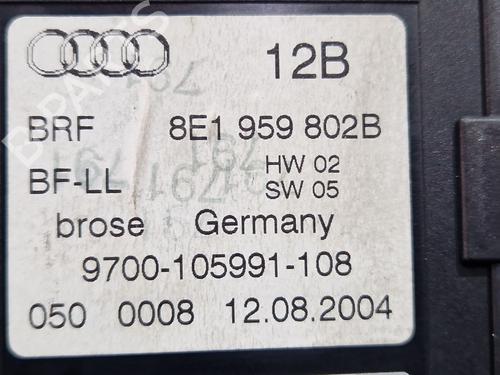 12B
BRF 8E1 959 802B
BF-LL HW 02
SW 05
brose Germany
9700-105991-108
050 0008 12.08.2004